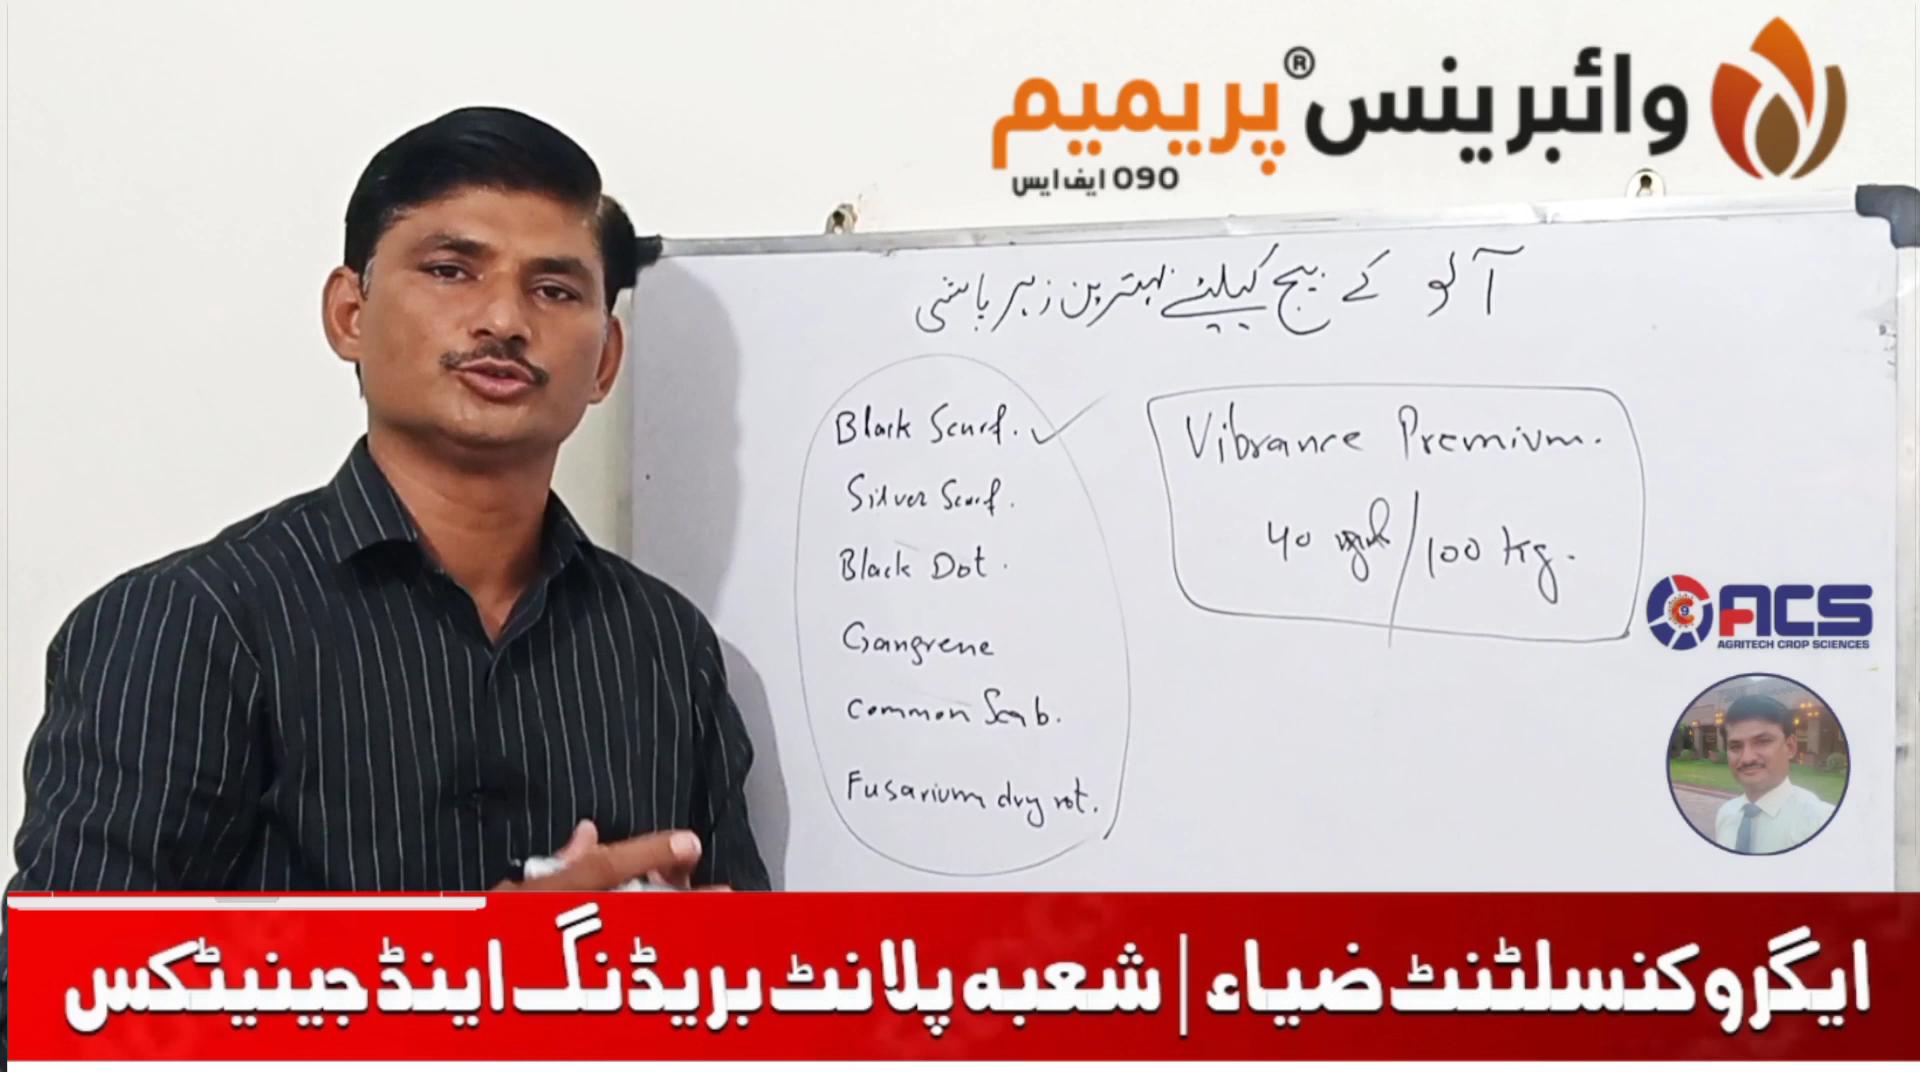 وائبرینس® پریمیم
090 ایف ایس
آلو کے بیج کیلئے بہترین زہر پاشی
Black Scurf.
Silver Scurf.
Black Dot.
Gangrene
Common Scab.
Fusarium dry rot.
Vibrance Premium.
40 /100 kg.
ACS
AGRITECH CROP SCIENCES
ایگرو کنسلٹنٹ ضیاء | شعبہ پلانٹ بریڈنگ اینڈ جینیٹکس